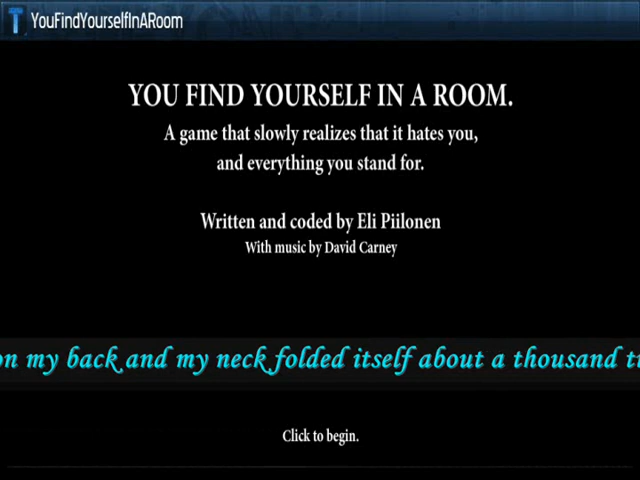 YouFindYourselfInARoom
YOU FIND YOURSELF IN A ROOM.
A game that slowly realizes that it hates you,
and everything you stand for.
Written and coded by Eli Piilonen
With music by David Carney
on my back and my neck folded itself about a thousand
Click to begin.